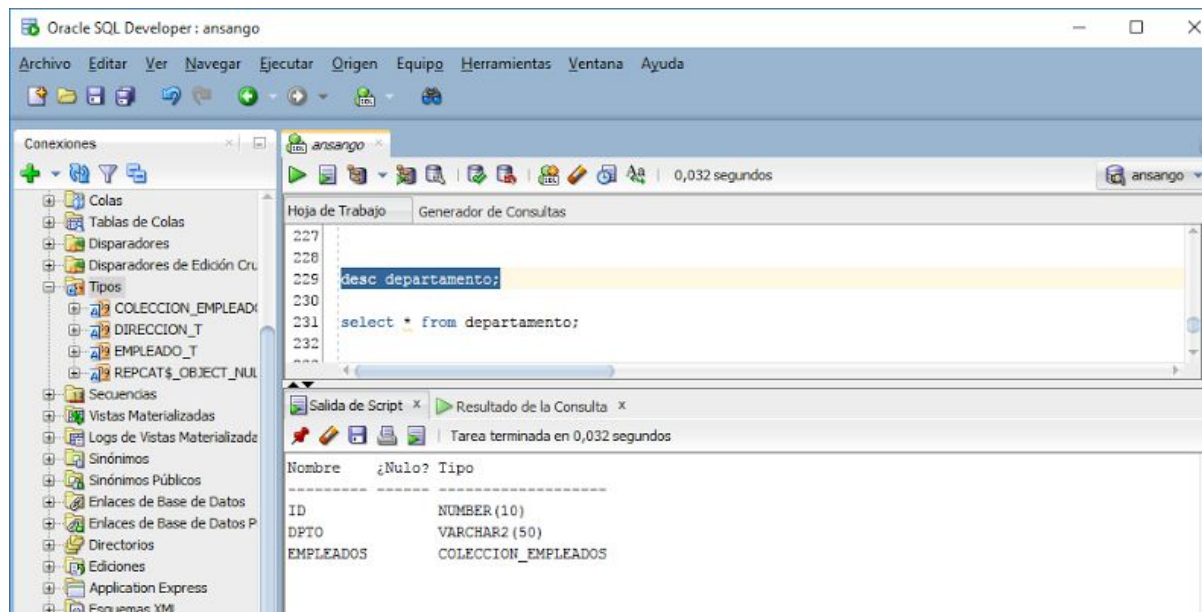 Oracle SQL Developer : ansango
Archivo Editar Ver Navegar Ejecutar Origen Equipo Herramientas Ventana Ayuda
Conexiones
Colas
Tablas de Colas
Disparadores
Disparadores de Edición Cru
Tipos
COLECCION_EMPLEADO
DIRECCION_T
EMPLEADO_T
REPCAT$_OBJECT_NUL
Secuencias
Vistas Materializadas
Logs de Vistas Materializada
Sinónimos
Sinónimos Públicos
Enlaces de Base de Datos
Enlaces de Base de Datos P
Directorios
Ediciones
Application Express
Esquemas XML
ansango
0,032 segundos
ansango
Hoja de Trabajo Generador de Consultas
227
228
229 desc departamento;
230
231 select * from departamento;
232
Salida de Script x Resultado de la Consulta x
Tarea terminada en 0,032 segundos
Nombre ¿Nulo? Tipo
--------- ------ -------------------
ID NUMBER(10)
DPTO VARCHAR2(50)
EMPLEADOS COLECCION_EMPLEADOS